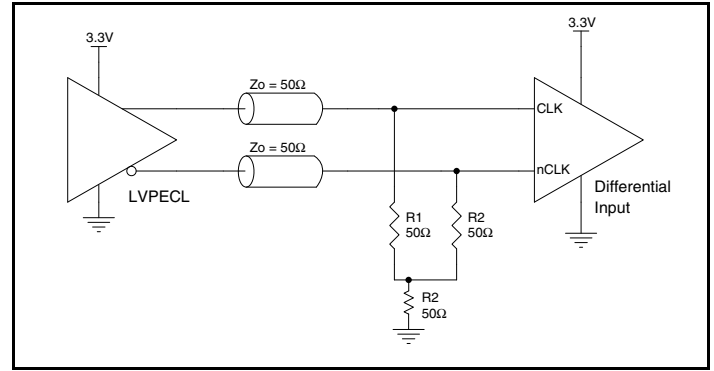 3.3V
3.3V
Zo = 50Ω
CLK
Zo = 50Ω
nCLK
LVPECL
Differential
Input
R1
50Ω
R2
50Ω
R2
50Ω